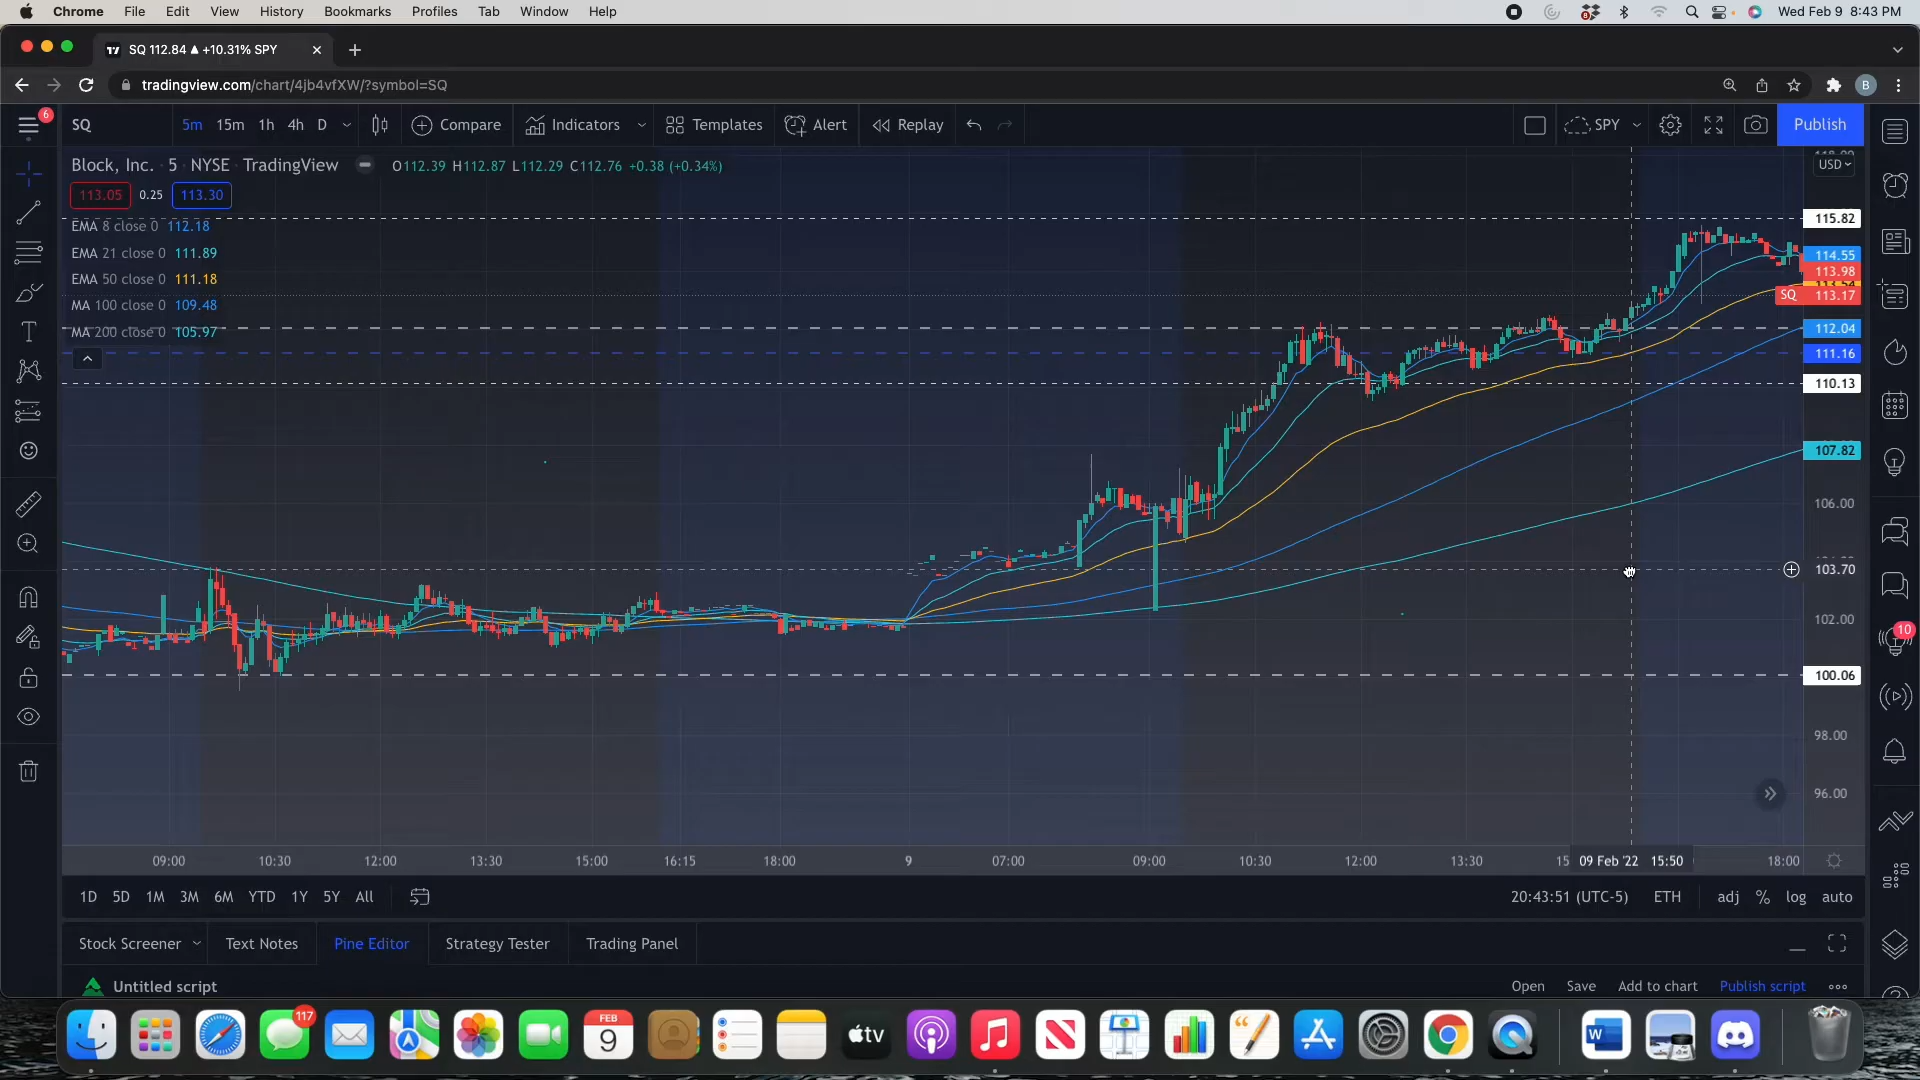 Chrome File Edit View History Bookmarks Profiles Tab Window Help
8
Wed Feb 9 8:43 PM
SQ 112.84 ▲ +10.31% SPY
tradingview.com/chart/4jb4vfXW/?symbol=SQ
B
6
SQ 5m 15m 1h 4h D Compare Indicators Templates Alert Replay SPY Publish
Block, Inc. 5 NYSE TradingView O112.39 H112.87 L112.29 C112.76 +0.38 (+0.34%)
USD
113.05 0.25 113.30
EMA 8 close 0 112.18
EMA 21 close 0 111.89
EMA 50 close 0 111.18
MA 100 close 0 109.48
MA 200 close 0 105.97
115.82
114.55
113.98
SQ 113.17
112.04
111.16
110.13
107.82
106.00
103.70
102.00
100.06
98.00
96.00
10
09:00 10:30 12:00 13:30 15:00 16:15 18:00 9 07:00 09:00 10:30 12:00 13:30 15 09 Feb '22 15:50 18:00
1D 5D 1M 3M 6M YTD 1Y 5Y All 20:43:51 (UTC-5) ETH adj % log auto
Stock Screener Text Notes Pine Editor Strategy Tester Trading Panel
Untitled script Open Save Add to chart Publish script
117
FEB
9
tv
W